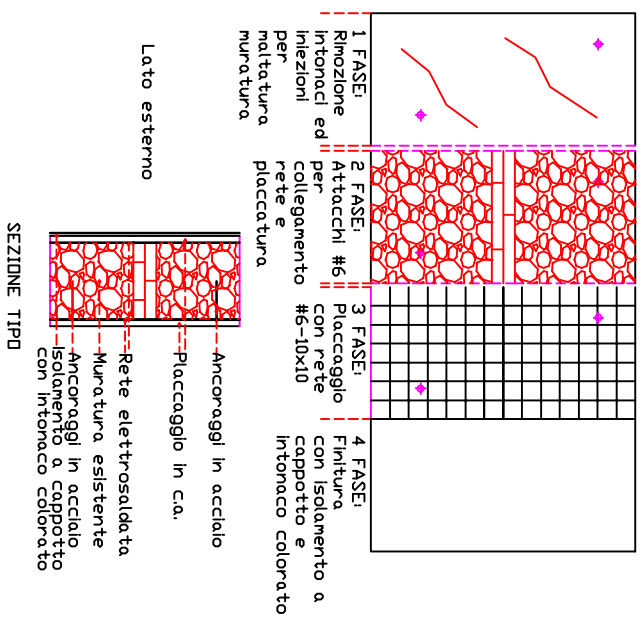 1 FASE:
Rimozione
intonaci ed
iniezioni
per
maltatura
muratura
2 FASE:
Attacchi #6
per
collegamento
rete e
placcatura
3 FASE:
Placcaggio
con rete
#6-10x10
4 FASE:
Finitura
con isolamento a
cappotto e
intonaco colorato
Lato esterno
Ancoraggi in acciaio
Placcaggio in c.a.
Rete elettrosaldata
Muratura esistente
Ancoraggi in acciaio
Isolamento a cappotto
con intonaco colorato
SEZIONE TIPO